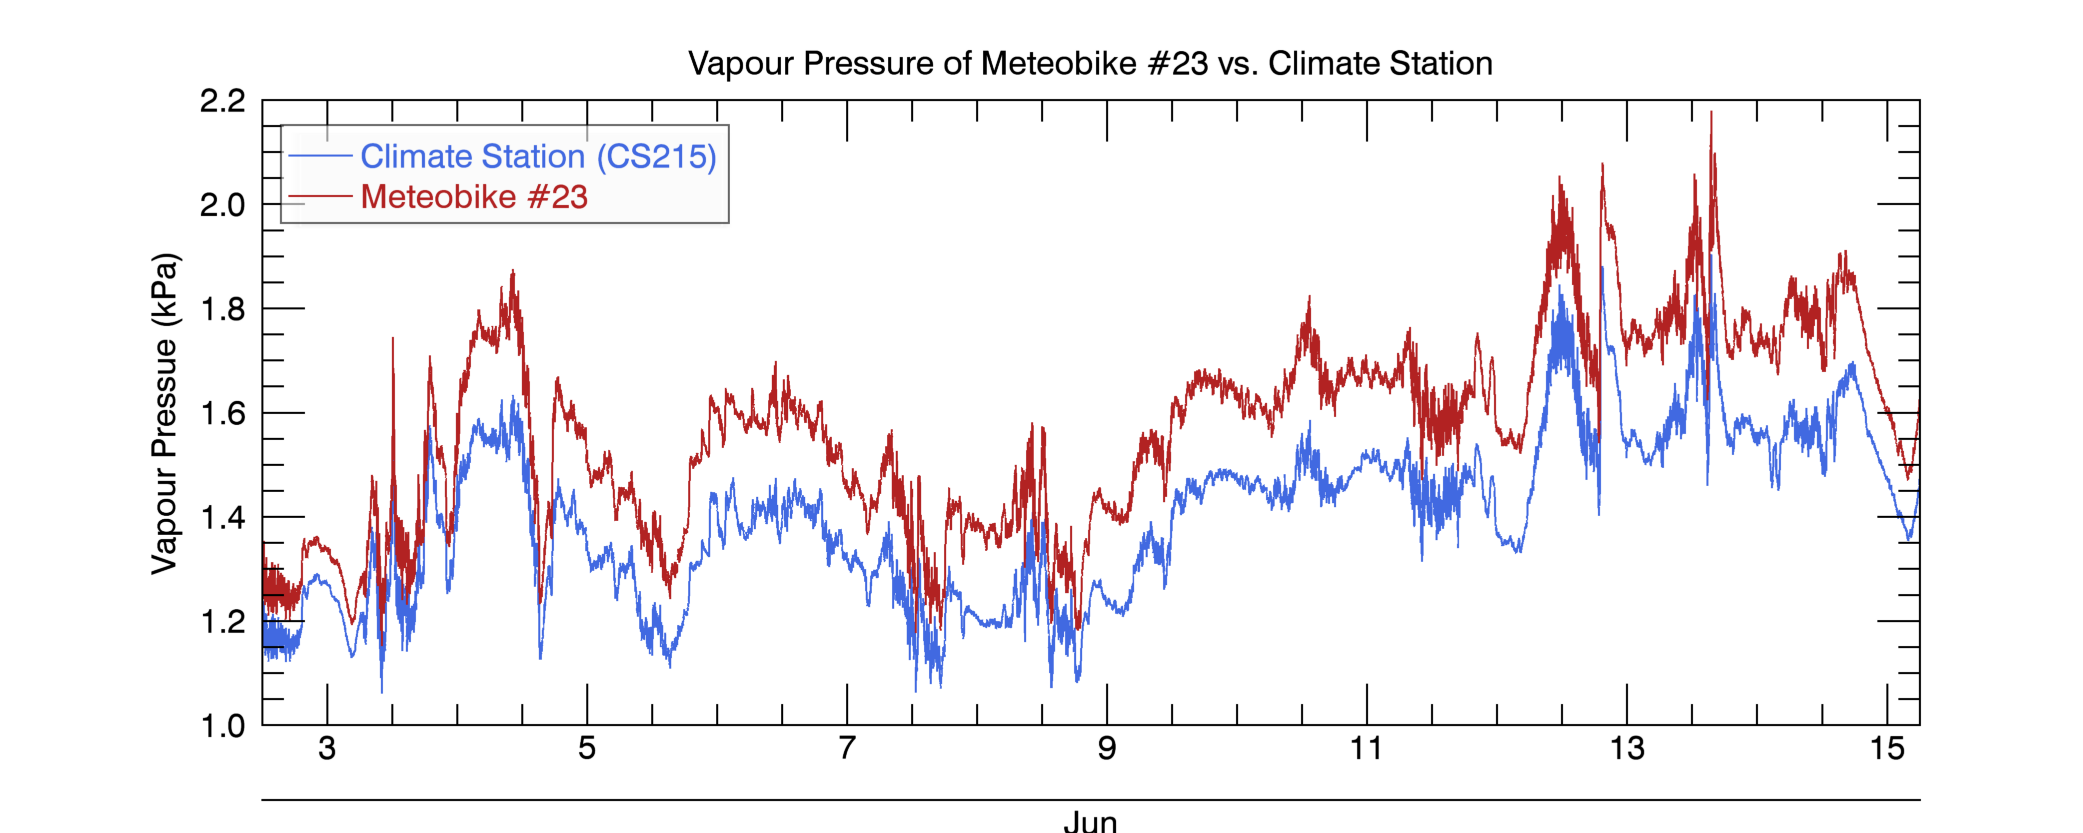 Vapour Pressure of Meteobike #23 vs. Climate Station
Climate Station (CS215)
Meteobike #23
Vapour Pressue (kPa)
2.2
2.0
1.8
1.6
1.4
1.2
1.0
3 5 7 9 11 13 15
Jun